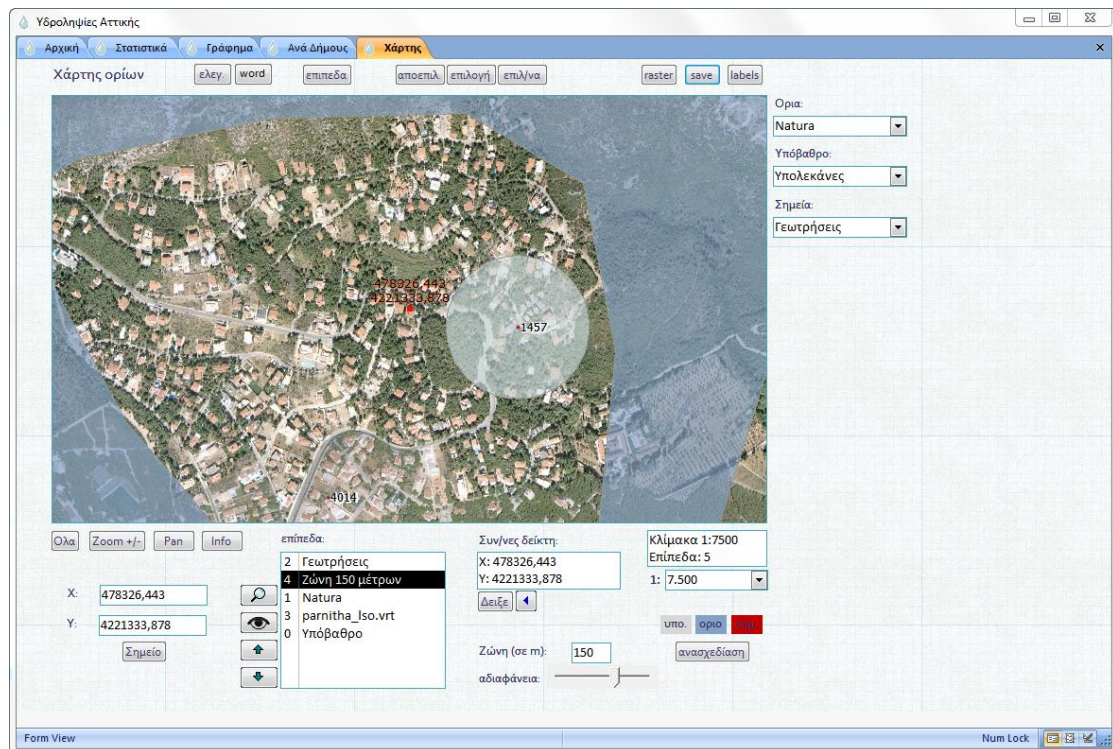 Υδροληψίες Αττικής
Αρχική Στατιστικά Γράφημα Ανά Δήμους Χάρτης
Χάρτης ορίων ελεγ. word επιπεδα αποεπιλ. επιλογή επιλ/να raster save labels
Ορια:
Natura
Υπόβαθρο:
Υπολεκάνες
Σημεία:
Γεωτρήσεις
478326,443
4221333,878
1457
4014
Ολα Zoom +/- Pan Info
επίπεδα:
2 Γεωτρήσεις
4 Ζώνη 150 μέτρων
1 Natura
3 parnitha_lso.vrt
0 Υπόβαθρο
Συν/νες δείκτη:
X: 478326,443
Y: 4221333,878
Δειξε
Κλίμακα 1:7500
Επίπεδα: 5
1: 7.500
X: 478326,443
Y: 4221333,878
Σημείο
υπο. οριο
Ζώνη (σε m): 150 ανασχεδίαση
αδιαφάνεια:
Form View Num Lock